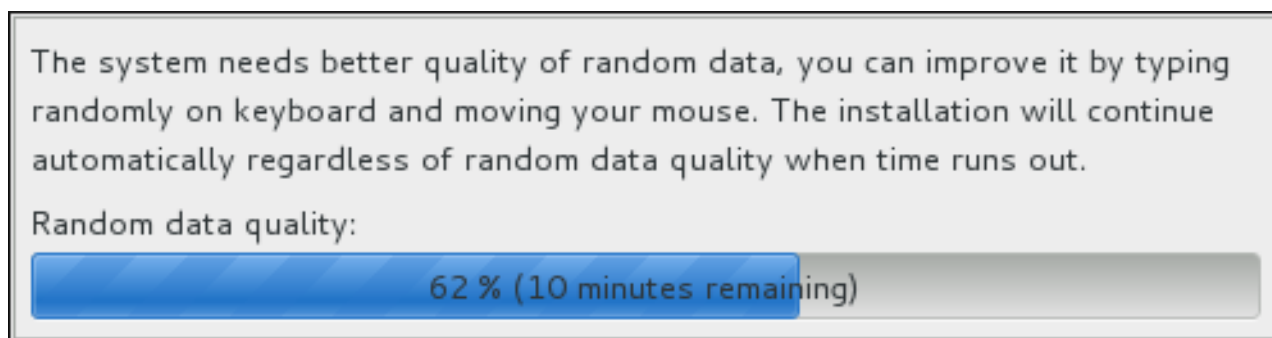 The system needs better quality of random data, you can improve it by typing
randomly on keyboard and moving your mouse. The installation will continue
automatically regardless of random data quality when time runs out.
Random data quality:
62 % (10 minutes remaining)